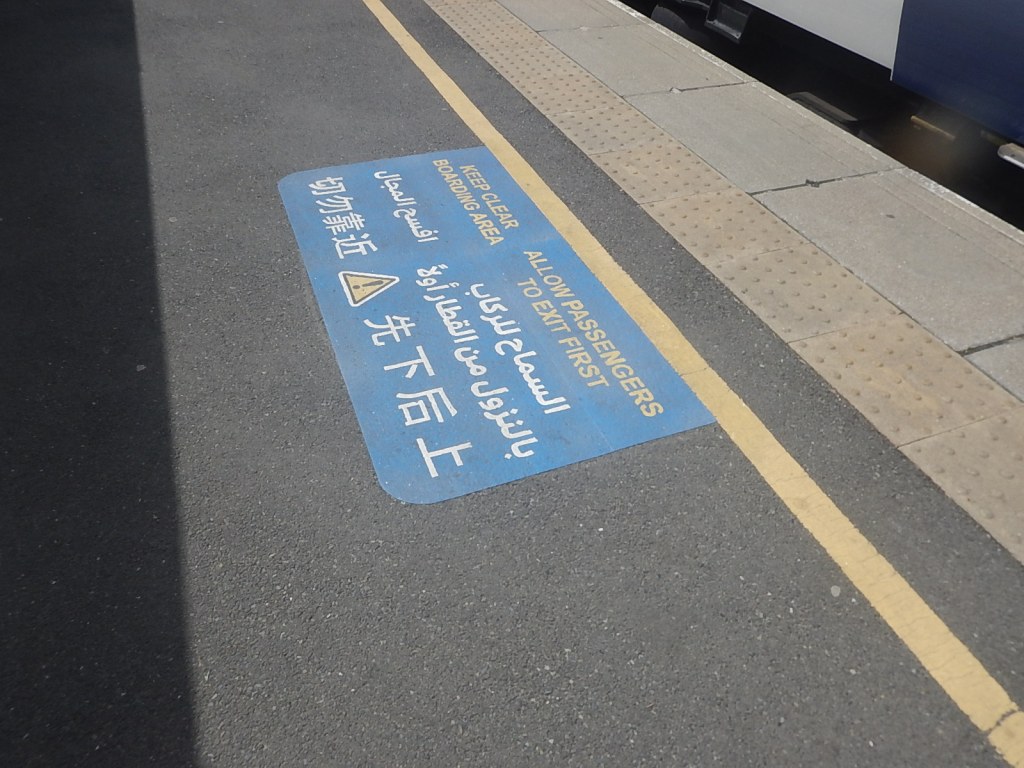 KEEP CLEAR
BOARDING AREA
ALLOW PASSENGERS
TO EXIT FIRST
افسح المجال
السماح للركاب
بالنزول من القطار أولاً
切勿靠近
先下后上